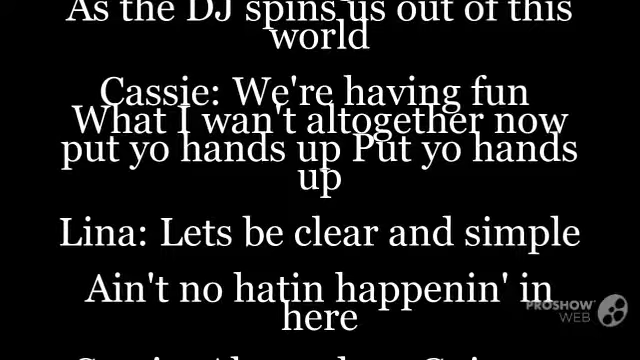 As the DJ spins us out of this
world
Cassie: We're having fun
What I wan't altogether now
put yo hands up Put yo hands
up
Lina: Lets be clear and simple
Ain't no hatin happenin' in
here
PROSHOW
WEB